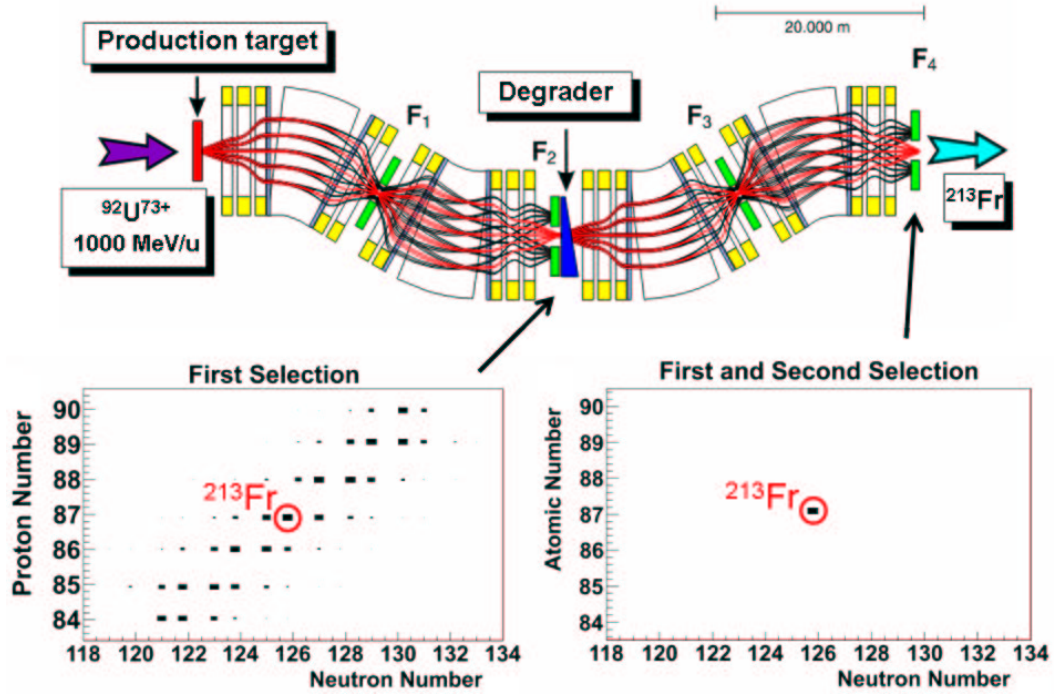 Production target
20.000 m
F₄
Degrader
F₁
F₃
F₂
⁹²U⁷³⁺
1000 MeV/u
²¹³Fr
First Selection
First and Second Selection
Proton Number
90
89
88
87
86
85
84
²¹³Fr
118 120 122 124 126 128 130 132 134
Neutron Number
Atomic Number
90
89
88
87
86
85
84
²¹³Fr
118 120 122 124 126 128 130 132 134
Neutron Number